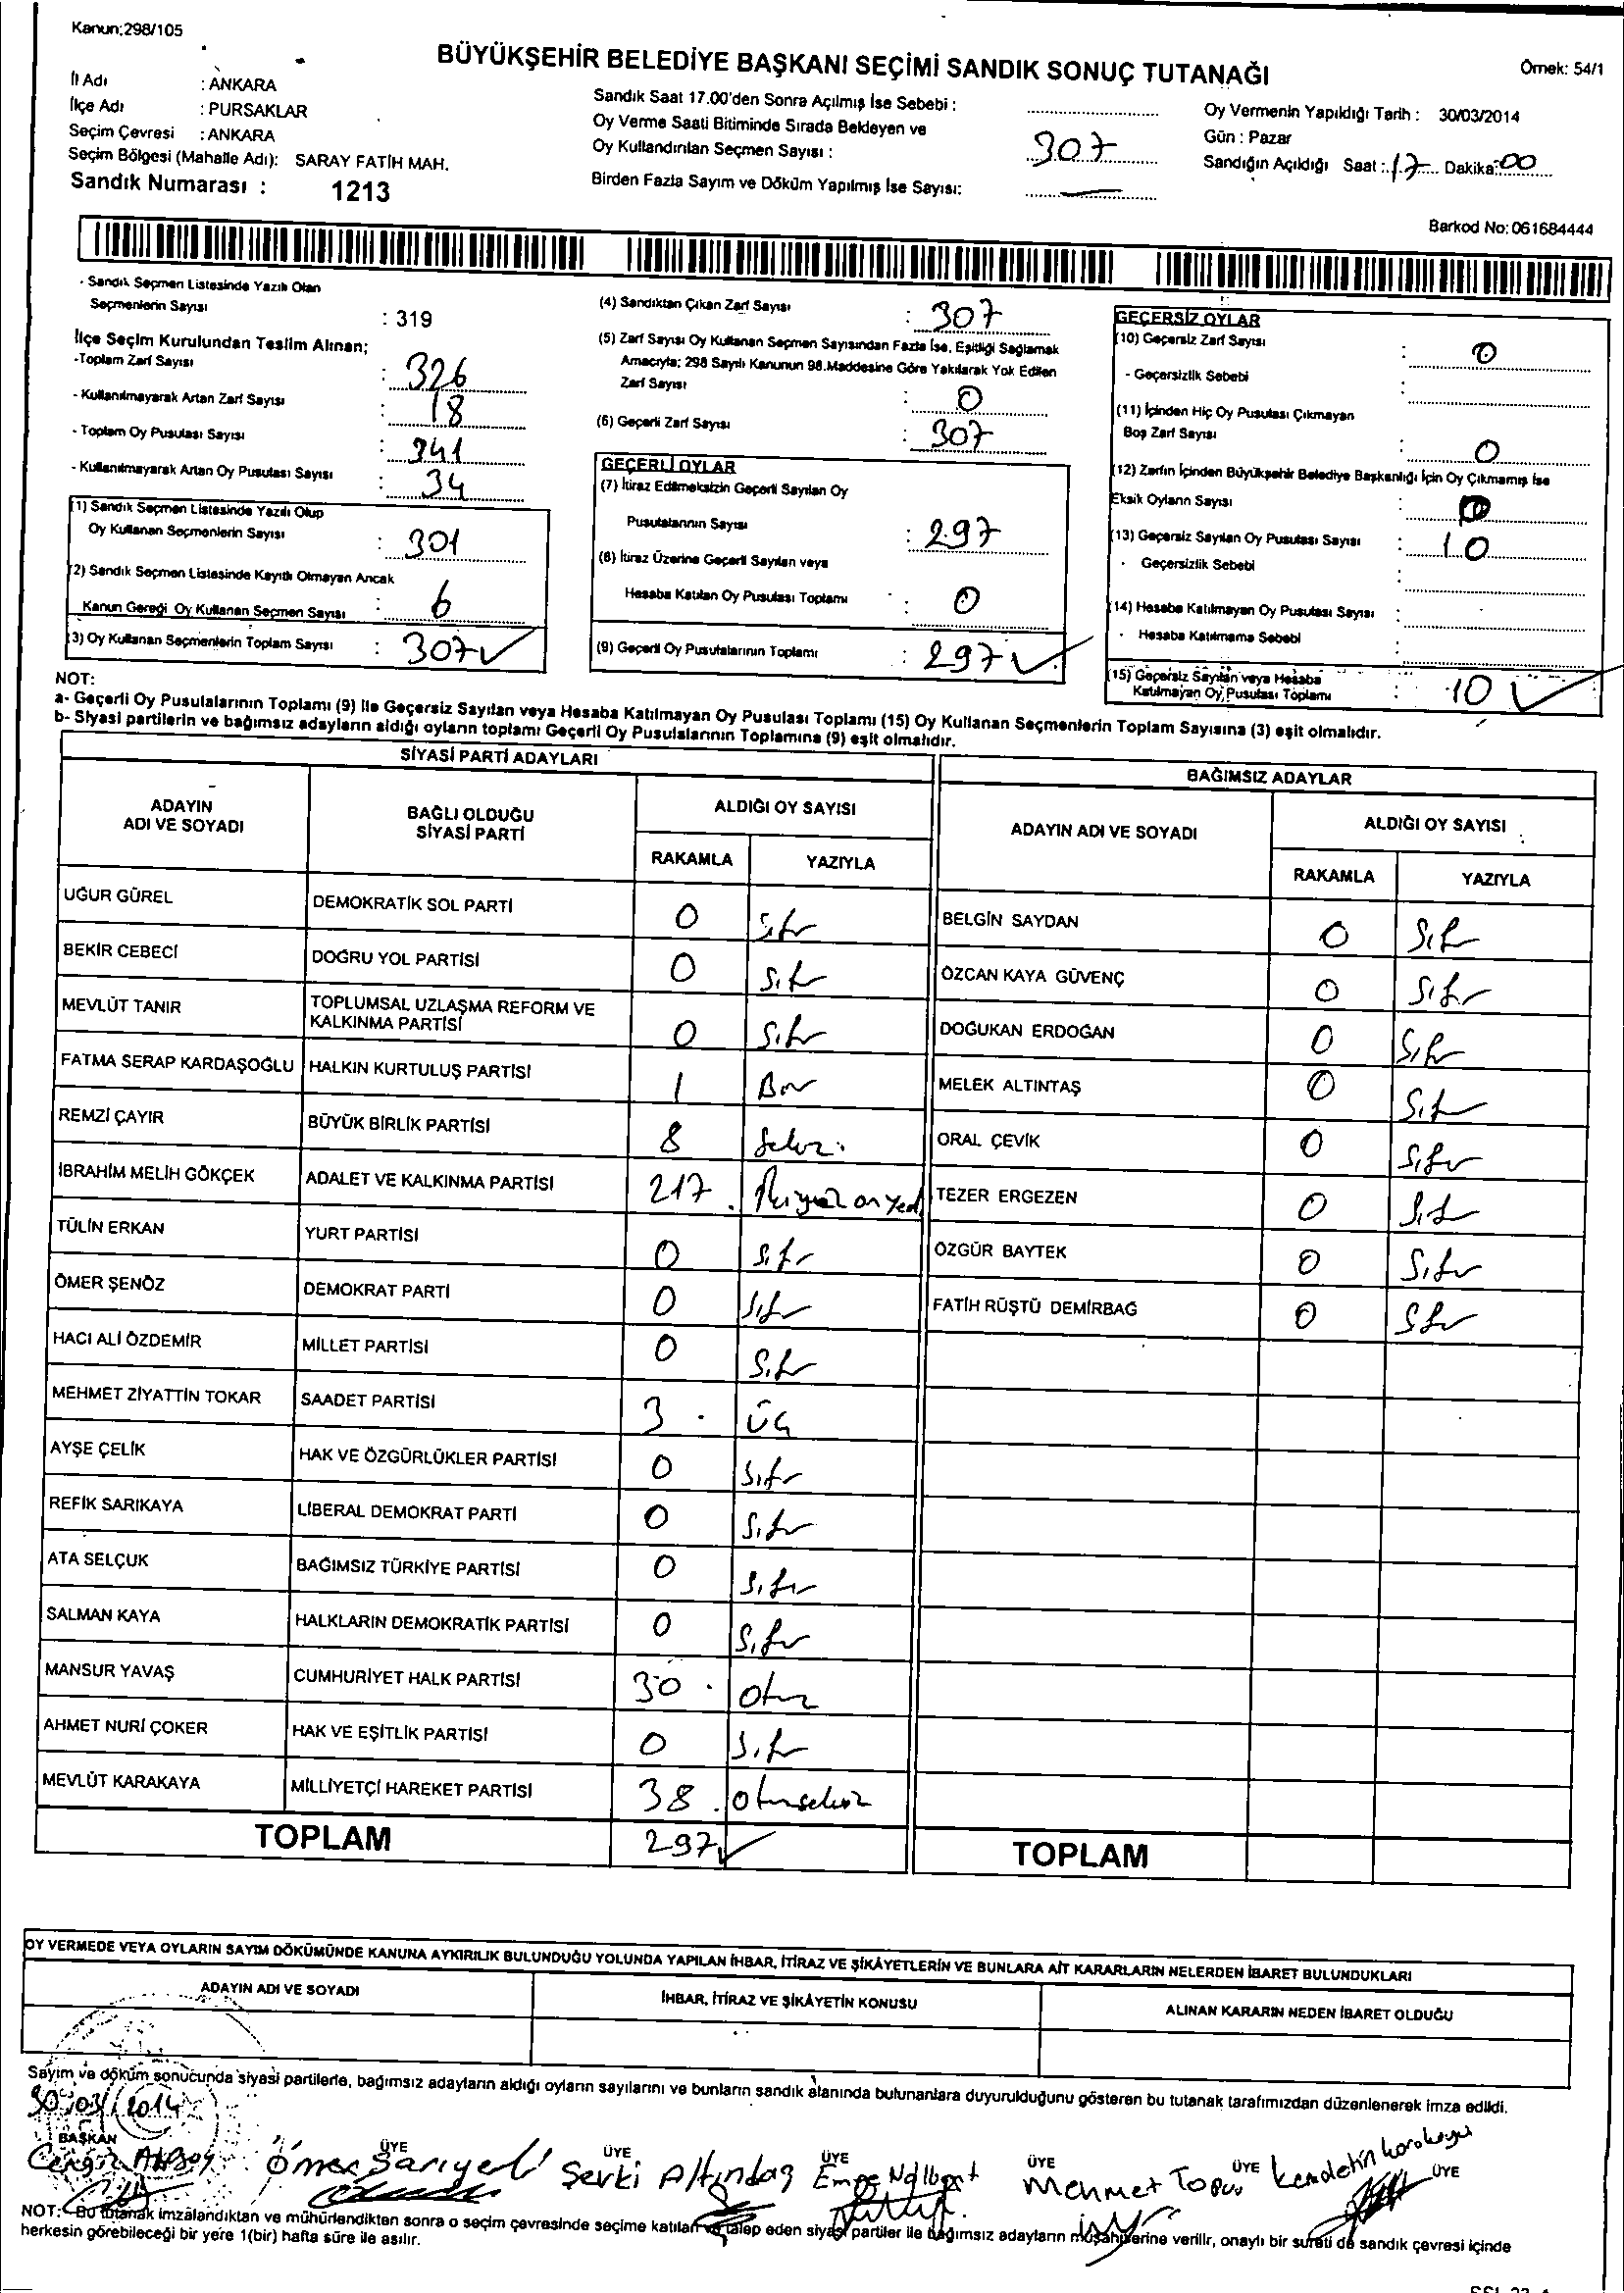 Kanun;298/105
BÜYÜKŞEHİR BELEDİYE BAŞKANI SEÇİMİ SANDIK SONUÇ TUTANAĞI
Örnek: 54/1
İl Adı : ANKARA
İlçe Adı : PURSAKLAR
Seçim Çevresi : ANKARA
Seçim Bölgesi (Mahalle Adı): SARAY FATİH MAH.
Sandık Numarası : 1213
Sandık Saat 17.00'den Sonra Açılmış İse Sebebi :
Oy Verme Saati Bitiminde Sırada Bekleyen ve
Oy Kullandırılan Seçmen Sayısı : 307
Birden Fazla Sayım ve Döküm Yapılmış İse Sayısı: —
Oy Vermenin Yapıldığı Tarih : 30/03/2014
Gün : Pazar
Sandığın Açıldığı Saat : 17 Dakika: 00
Barkod No: 061684444
- Sandık Seçmen Listesinde Yazılı Olan
Seçmenlerin Sayısı : 319
İlçe Seçim Kurulundan Teslim Alınan;
-Toplam Zarf Sayısı : 326
- Kullanılmayarak Artan Zarf Sayısı : 18
- Toplam Oy Pusulası Sayısı : 341
- Kullanılmayarak Artan Oy Pusulası Sayısı : 34
(1) Sandık Seçmen Listesinde Yazılı Olup
Oy Kullanan Seçmenlerin Sayısı : 301
(2) Sandık Seçmen Listesinde Kayıtlı Olmayan Ancak
Kanun Gereği Oy Kullanan Seçmen Sayısı : 6
(3) Oy Kullanan Seçmenlerin Toplam Sayısı : 307 ✓
(4) Sandıktan Çıkan Zarf Sayısı : 307
(5) Zarf Sayısı Oy Kullanan Seçmen Sayısından Fazla İse, Eşitliği Sağlamak
Amacıyla; 298 Sayılı Kanunun 98.Maddesine Göre Yakılarak Yok Edilen
Zarf Sayısı : 0
(6) Geçerli Zarf Sayısı : 307
GEÇERLİ OYLAR
(7) İtiraz Edilmeksizin Geçerli Sayılan Oy
Pusulalarının Sayısı : 297
(8) İtiraz Üzerine Geçerli Sayılan veya
Hesaba Katılan Oy Pusulası Toplamı : 0
(9) Geçerli Oy Pusulalarının Toplamı : 297 ✓
GEÇERSİZ OYLAR
(10) Geçersiz Zarf Sayısı : 0
- Geçersizlik Sebebi :
(11) İçinden Hiç Oy Pusulası Çıkmayan
Boş Zarf Sayısı : 0
(12) Zarfın İçinden Büyükşehir Belediye Başkanlığı İçin Oy Çıkmamış İse
Eksik Oyların Sayısı : 0
(13) Geçersiz Sayılan Oy Pusulası Sayısı : 10
- Geçersizlik Sebebi :
(14) Hesaba Katılmayan Oy Pusulası Sayısı :
- Hesaba Katılmama Sebebi :
(15) Geçersiz Sayılan veya Hesaba
Katılmayan Oy Pusulası Toplamı : 10 ✓
NOT:
a- Geçerli Oy Pusulalarının Toplamı (9) ile Geçersiz Sayılan veya Hesaba Katılmayan Oy Pusulası Toplamı (15) Oy Kullanan Seçmenlerin Toplam Sayısına (3) eşit olmalıdır.
b- Siyasi partilerin ve bağımsız adayların aldığı oyların toplamı Geçerli Oy Pusulalarının Toplamına (9) eşit olmalıdır.
SİYASİ PARTİ ADAYLARI
ADAYIN ADI VE SOYADI BAĞLI OLDUĞU SİYASİ PARTİ ALDIĞI OY SAYISI
RAKAMLA YAZIYLA
UĞUR GÜREL DEMOKRATİK SOL PARTİ 0 Sıfır
BEKİR CEBECİ DOĞRU YOL PARTİSİ 0 Sıfır
MEVLÜT TANIR TOPLUMSAL UZLAŞMA REFORM VE KALKINMA PARTİSİ 0 Sıfır
FATMA SERAP KARDAŞOĞLU HALKIN KURTULUŞ PARTİSİ 1 Bir
REMZİ ÇAYIR BÜYÜK BİRLİK PARTİSİ 8 Sekiz
İBRAHİM MELİH GÖKÇEK ADALET VE KALKINMA PARTİSİ 217 İkiyüz on yedi
TÜLİN ERKAN YURT PARTİSİ 0 Sıfır
ÖMER ŞENÖZ DEMOKRAT PARTİ 0 Sıfır
HACI ALİ ÖZDEMİR MİLLET PARTİSİ 0 Sıfır
MEHMET ZİYATTİN TOKAR SAADET PARTİSİ 3 ÜÇ
AYŞE ÇELİK HAK VE ÖZGÜRLÜKLER PARTİSİ 0 Sıfır
REFİK SARIKAYA LİBERAL DEMOKRAT PARTİ 0 Sıfır
ATA SELÇUK BAĞIMSIZ TÜRKİYE PARTİSİ 0 Sıfır
SALMAN KAYA HALKLARIN DEMOKRATİK PARTİSİ 0 Sıfır
MANSUR YAVAŞ CUMHURİYET HALK PARTİSİ 30 Otuz
AHMET NURİ ÇOKER HAK VE EŞİTLİK PARTİSİ 0 Sıfır
MEVLÜT KARAKAYA MİLLİYETÇİ HAREKET PARTİSİ 38 Otuzsekiz
TOPLAM 297 ✓
BAĞIMSIZ ADAYLAR
ADAYIN ADI VE SOYADI ALDIĞI OY SAYISI
RAKAMLA YAZIYLA
BELGİN SAYDAN 0 Sıfır
ÖZCAN KAYA GÜVENÇ 0 Sıfır
DOĞUKAN ERDOĞAN 0 Sıfır
MELEK ALTINTAŞ 0 Sıfır
ORAL ÇEVİK 0 Sıfır
TEZER ERGEZEN 0 Sıfır
ÖZGÜR BAYTEK 0 Sıfır
FATİH RÜŞTÜ DEMİRBAĞ 0 Sıfır
TOPLAM
OY VERMEDE VEYA OYLARIN SAYIM DÖKÜMÜNDE KANUNA AYKIRILIK BULUNDUĞU YOLUNDA YAPILAN İHBAR, İTİRAZ VE ŞİKÂYETLERİN VE BUNLARA AİT KARARLARIN NELERDEN İBARET BULUNDUKLARI
ADAYIN ADI VE SOYADI İHBAR, İTİRAZ VE ŞİKÂYETİN KONUSU ALINAN KARARIN NEDEN İBARET OLDUĞU
Sayım ve döküm sonucunda siyasi partilerle, bağımsız adayların aldığı oyların sayılarını ve bunların sandık alanında bulunanlara duyurulduğunu gösteren bu tutanak tarafımızdan düzenlenerek imza edildi.
30/03/2014
BAŞKAN ÜYE ÜYE ÜYE ÜYE ÜYE ÜYE
Cengiz Ömer Sarıyerli Şevki Altındağ Emre Nalbant Mehmet Topuz
NOT: Bu tutanak imzalandıktan ve mühürlendikten sonra o seçim çevresinde seçime katılan ve talep eden siyasi partiler ile bağımsız adayların müşahitlerine verilir, onaylı bir sureti de sandık çevresi içinde
herkesin görebileceği bir yere 1(bir) hafta süre ile asılır.